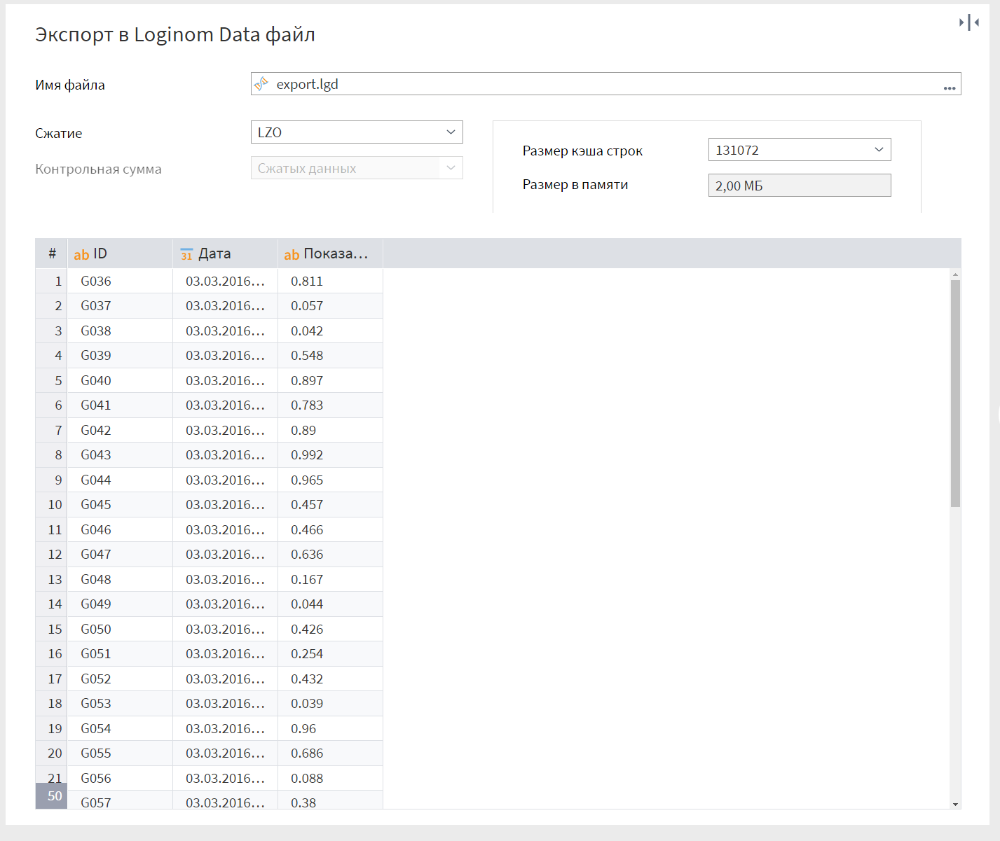 Экспорт в Loginom Data файл
Имя файла export.lgd ...
Сжатие LZO
Размер кэша строк 131072
Контрольная сумма Сжатых данных
Размер в памяти 2,00 МБ
# ab ID 31 Дата ab Показа...
1 G036 03.03.2016... 0.811
2 G037 03.03.2016... 0.057
3 G038 03.03.2016... 0.042
4 G039 03.03.2016... 0.548
5 G040 03.03.2016... 0.897
6 G041 03.03.2016... 0.783
7 G042 03.03.2016... 0.89
8 G043 03.03.2016... 0.992
9 G044 03.03.2016... 0.965
10 G045 03.03.2016... 0.457
11 G046 03.03.2016... 0.466
12 G047 03.03.2016... 0.636
13 G048 03.03.2016... 0.167
14 G049 03.03.2016... 0.044
15 G050 03.03.2016... 0.426
16 G051 03.03.2016... 0.254
17 G052 03.03.2016... 0.432
18 G053 03.03.2016... 0.039
19 G054 03.03.2016... 0.96
20 G055 03.03.2016... 0.686
21 G056 03.03.2016... 0.088
50 G057 03.03.2016... 0.38